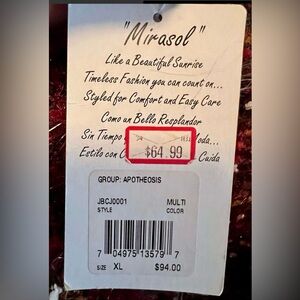 "Mirasol"
Like a Beautiful Sunrise
Timeless Fashion you can count on...
Styled for Comfort and Easy Care
Como un Bello Resplandor
Sin Tiempo oda...
Estilo con C Cuida
$64.99
GROUP: APOTHEOSIS
JBCJ0001 MULTI
STYLE COLOR
7 04975 13579 7
SIZE XL $94.00